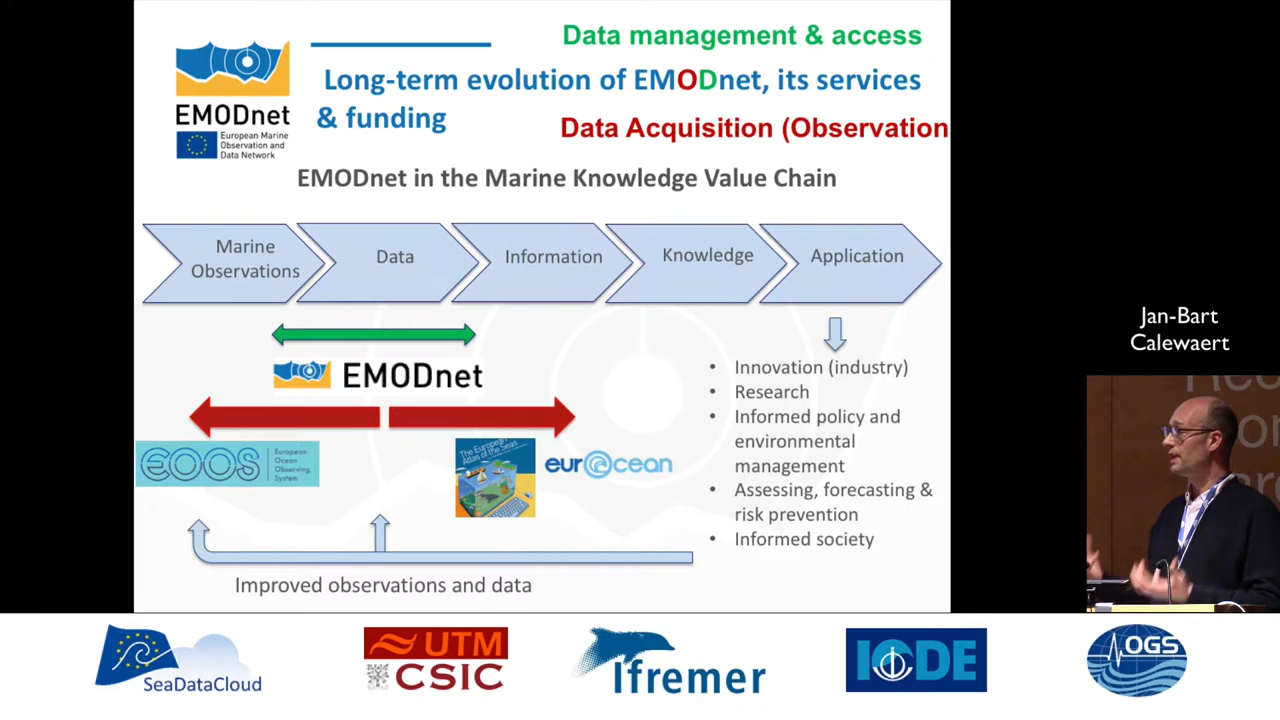 Data management & access
Long-term evolution of EMODnet, its services
& funding
Data Acquisition (Observation
EMODnet
European Marine
Observation and
Data Network
EMODnet in the Marine Knowledge Value Chain
Marine
Observations
Data
Information
Knowledge
Application
EMODnet
EOOS
European
Ocean
Observing
System
The European
Atlas of the Seas
eurocean
• Innovation (industry)
• Research
• Informed policy and
environmental
management
• Assessing, forecasting &
risk prevention
• Informed society
Improved observations and data
Jan-Bart
Calewaert
SeaDataCloud
UTM
CSIC
Ifremer
IODE
OGS